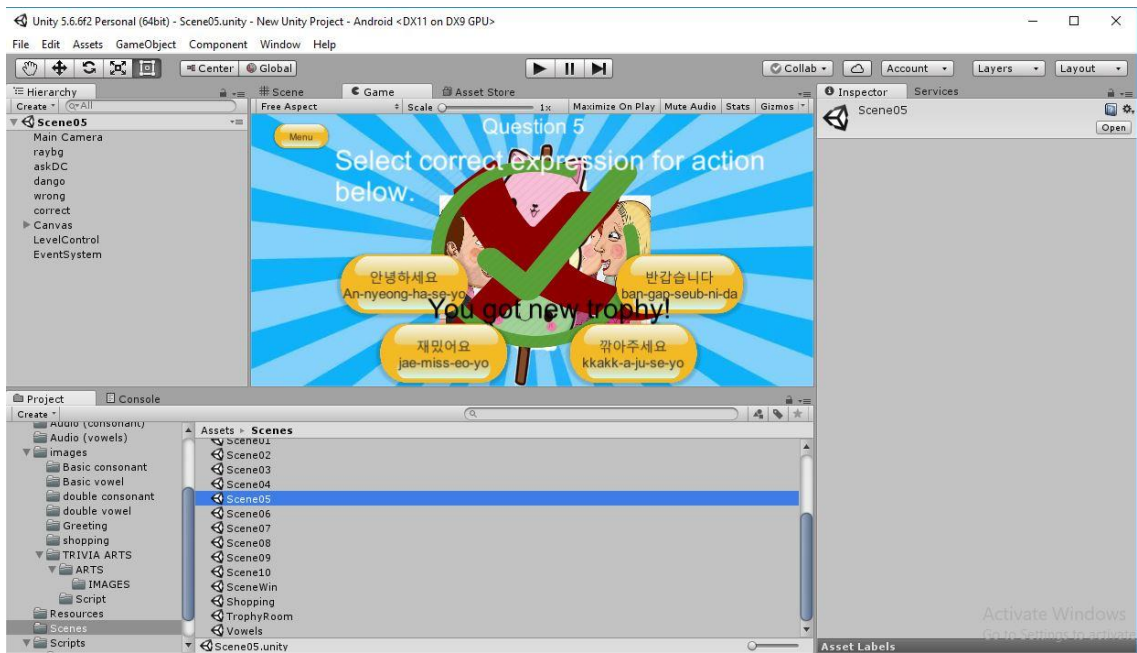 Unity 5.6.6f2 Personal (64bit) - Scene05.unity - New Unity Project - Android <DX11 on DX9 GPU>
File Edit Assets GameObject Component Window Help
Center Global Collab Account Layers Layout
Hierarchy
Create All
Scene05
Main Camera
raybg
askDC
dango
wrong
correct
Canvas
LevelControl
EventSystem
Scene Game Asset Store
Free Aspect Scale 1x Maximize On Play Mute Audio Stats Gizmos
Menu
Question 5
Select correct expression for action
below.
안녕하세요
An-nyeong-ha-se-yo
반갑습니다
ban-gap-seub-ni-da
You got new trophy!
재밌어요
jae-miss-eo-yo
깎아주세요
kkakk-a-ju-se-yo
Inspector Services
Scene05
Open
Project Console
Create
Audio (consonant)
Audio (vowels)
images
Basic consonant
Basic vowel
double consonant
double vowel
Greeting
shopping
TRIVIA ARTS
ARTS
IMAGES
Script
Resources
Scenes
Scripts
Assets Scenes
Scene01
Scene02
Scene03
Scene04
Scene05
Scene06
Scene07
Scene08
Scene09
Scene10
SceneWin
Shopping
TrophyRoom
Vowels
Scene05.unity
Activate Windows
Go to Settings to activate
Asset Labels